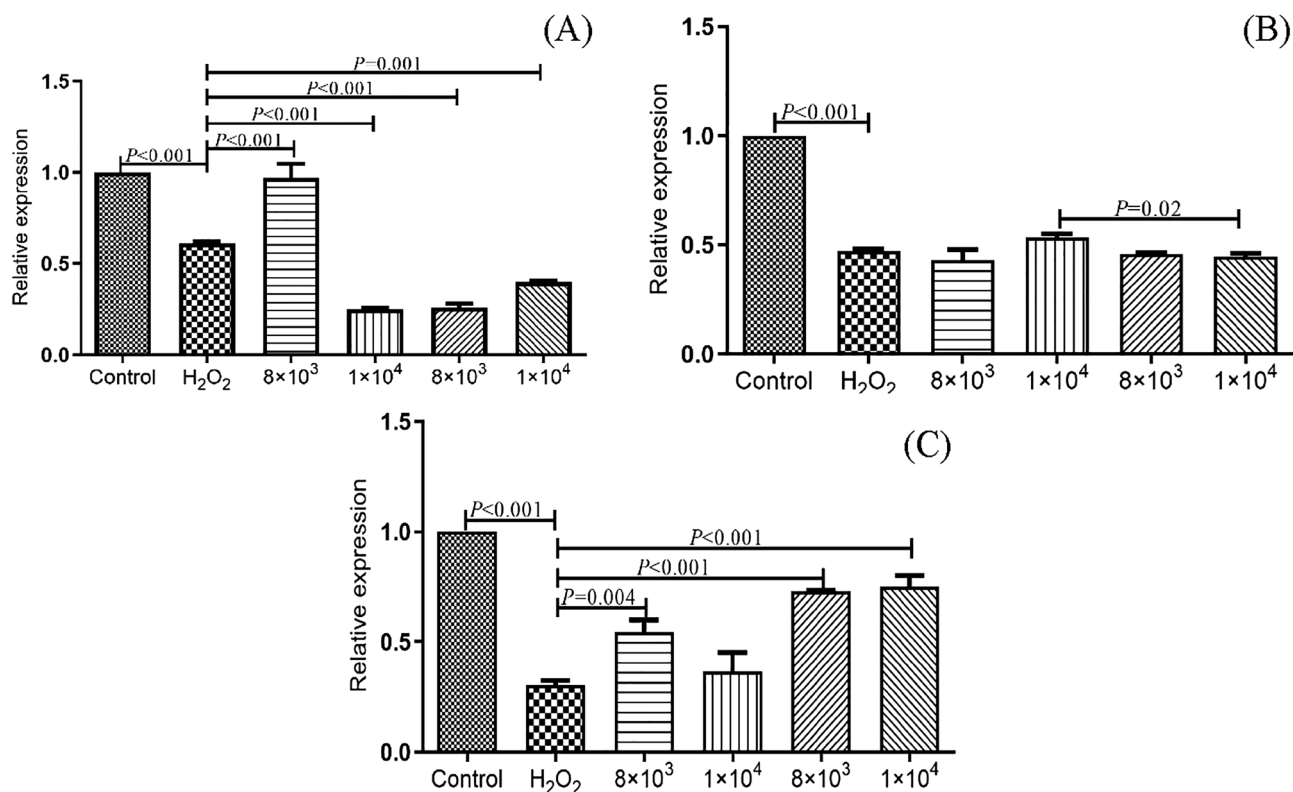 (A)
Relative expression
1.5
1.0
0.5
0.0
P=0.001
P<0.001
P<0.001
P<0.001
P<0.001
Control H₂O₂ 8×10³ 1×10⁴ 8×10³ 1×10⁴
(B)
Relative expression
1.5
1.0
0.5
0.0
P<0.001
P=0.02
Control H₂O₂ 8×10³ 1×10⁴ 8×10³ 1×10⁴
(C)
Relative expression
1.5
1.0
0.5
0.0
P<0.001
P<0.001
P<0.001
P=0.004
Control H₂O₂ 8×10³ 1×10⁴ 8×10³ 1×10⁴